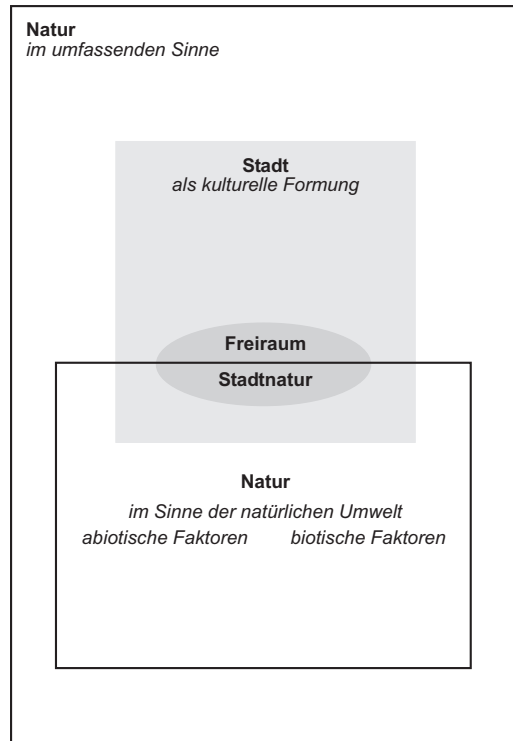 Natur
im umfassenden Sinne
Stadt
als kulturelle Formung
Freiraum
Stadtnatur
Natur
im Sinne der natürlichen Umwelt
abiotische Faktoren biotische Faktoren